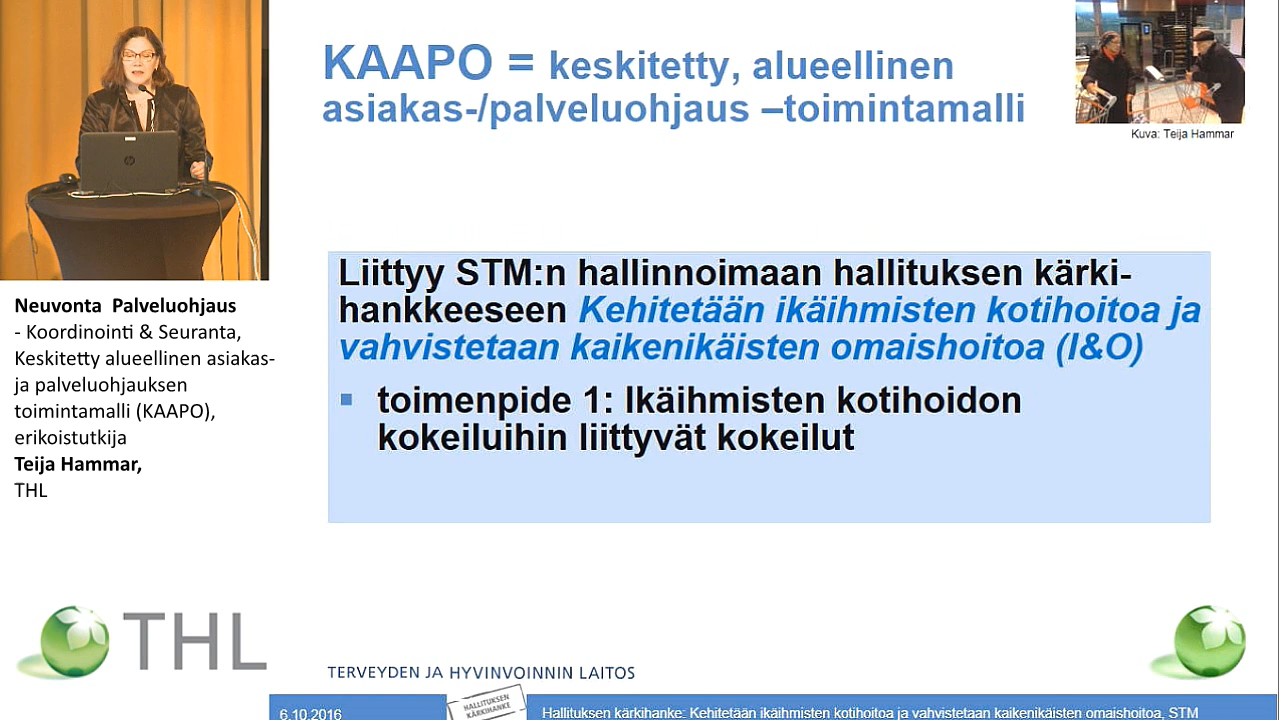 KAAPO = keskitetty, alueellinen
asiakas-/palveluohjaus –toimintamalli
Kuva: Teija Hammar
Liittyy STM:n hallinnoimaan hallituksen kärki-
hankkeeseen Kehitetään ikäihmisten kotihoitoa ja
vahvistetaan kaikenikäisten omaishoitoa (I&O)
▪ toimenpide 1: Ikäihmisten kotihoidon
kokeiluihin liittyvät kokeilut
Neuvonta Palveluohjaus
- Koordinointi & Seuranta,
Keskitetty alueellinen asiakas-
ja palveluohjauksen
toimintamalli (KAAPO),
erikoistutkija
Teija Hammar,
THL
THL
TERVEYDEN JA HYVINVOINNIN LAITOS
6.10.2016
HALLITUKSEN
KÄRKIHANKE
Hallituksen kärkihanke: Kehitetään ikäihmisten kotihoitoa ja vahvistetaan kaikenikäisten omaishoitoa, STM
hp